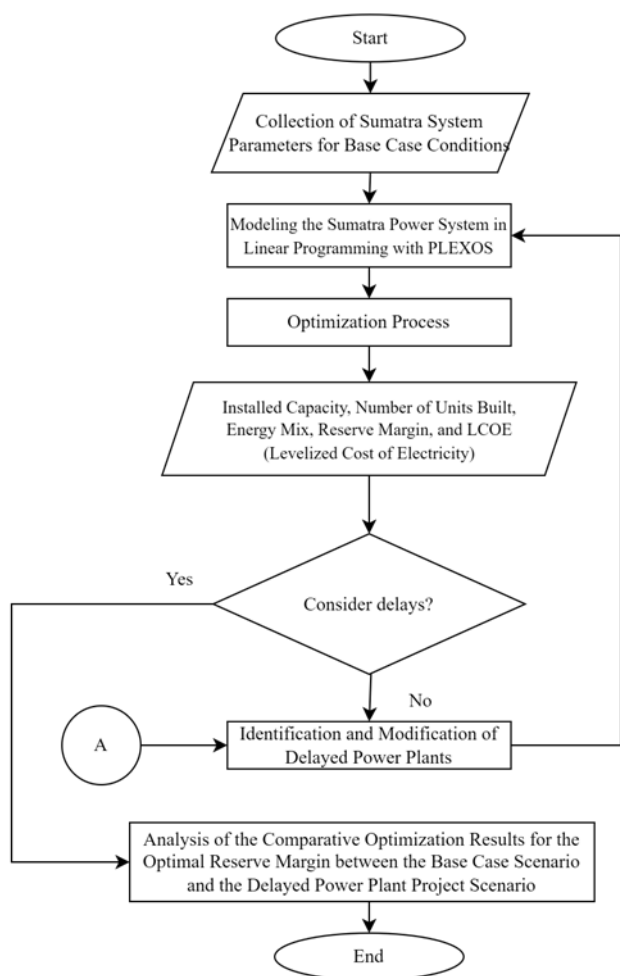 Start
Collection of Sumatra System
Parameters for Base Case Conditions
Modeling the Sumatra Power System in
Linear Programming with PLEXOS
Optimization Process
Installed Capacity, Number of Units Built,
Energy Mix, Reserve Margin, and LCOE
(Levelized Cost of Electricity)
Yes
Consider delays?
No
A
Identification and Modification of
Delayed Power Plants
Analysis of the Comparative Optimization Results for the
Optimal Reserve Margin between the Base Case Scenario
and the Delayed Power Plant Project Scenario
End